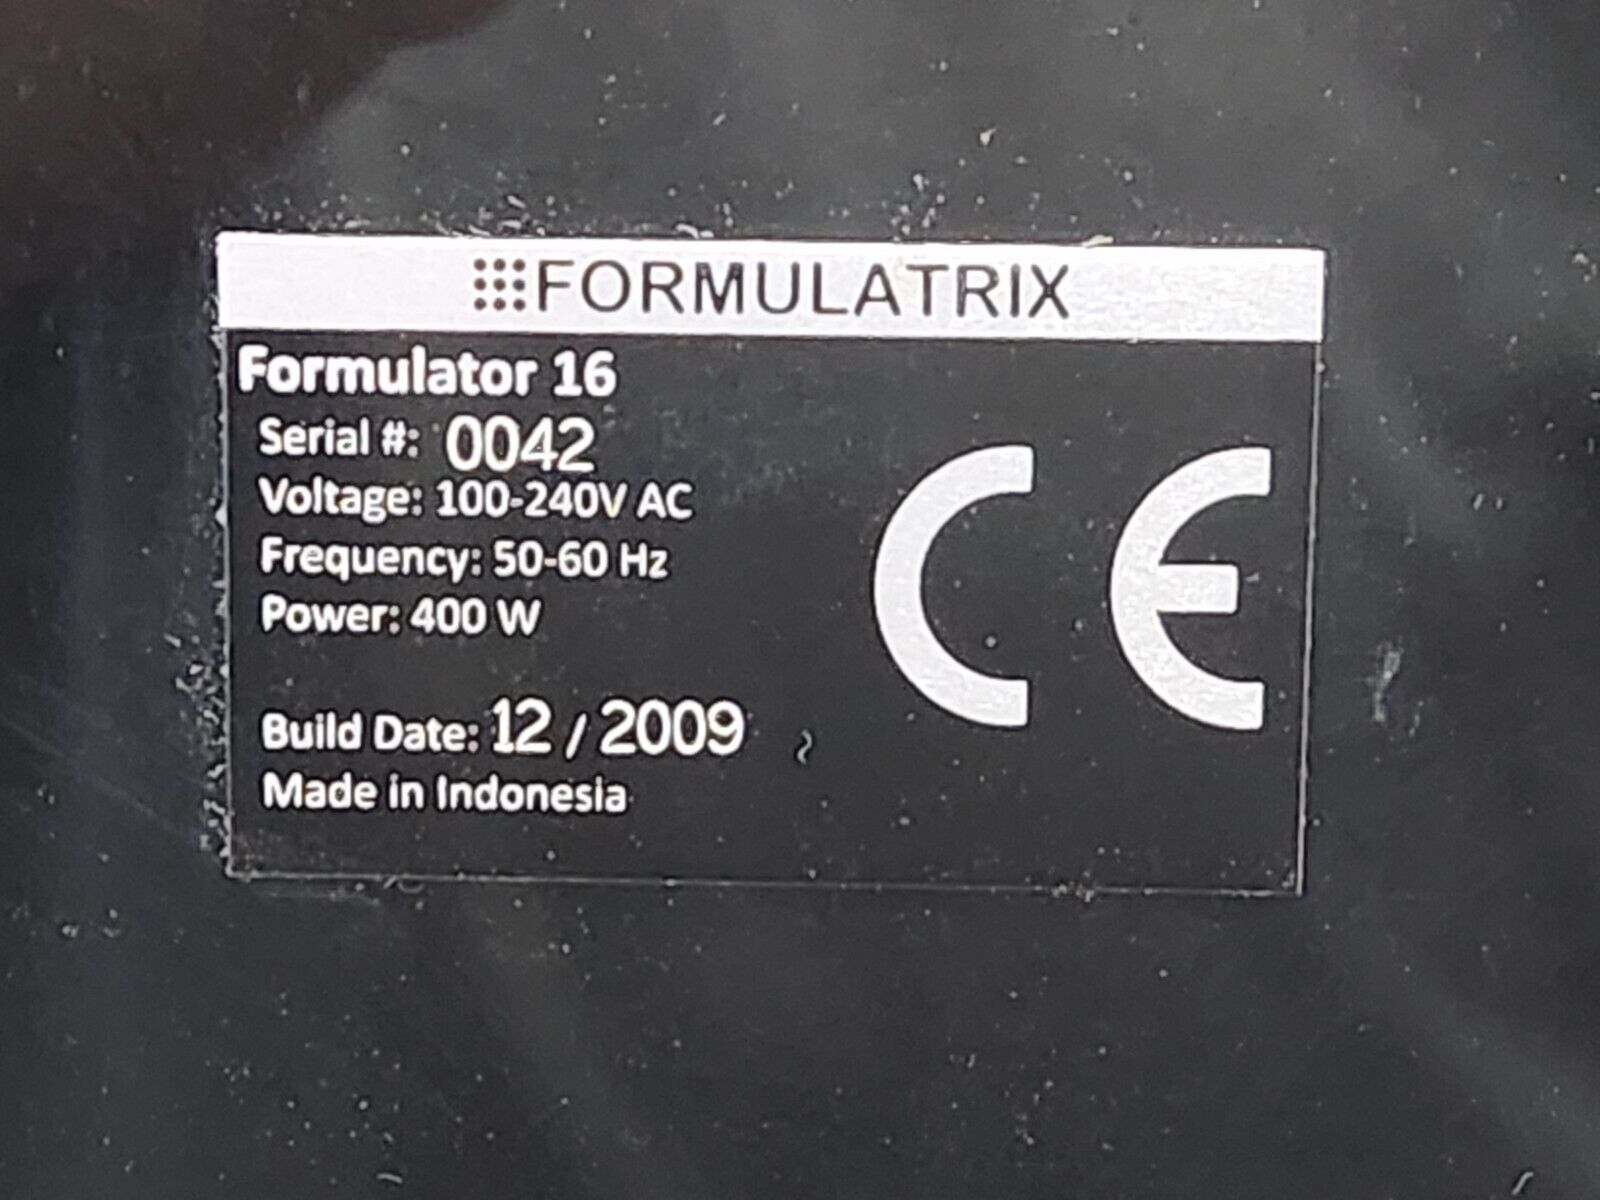 FORMULATRIX
Formulator 16
Serial #: 0042
Voltage: 100-240V AC
Frequency: 50-60 Hz
Power: 400 W
CE
Build Date: 12 / 2009
Made in Indonesia